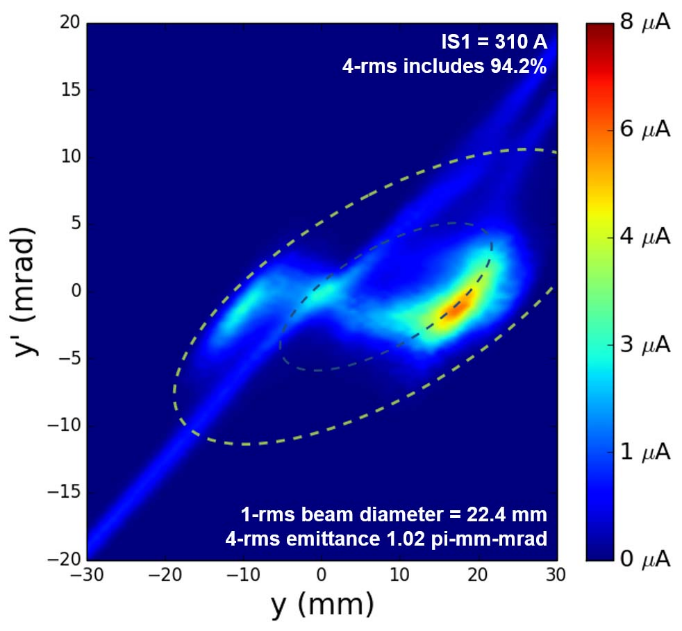 IS1 = 310 A
4-rms includes 94.2%
20
15
10
5
0
−5
−10
−15
−20
y' (mrad)
1-rms beam diameter = 22.4 mm
4-rms emittance 1.02 pi-mm-mrad
−30 −20 −10 0 10 20 30
y (mm)
8 μA
6 μA
4 μA
3 μA
1 μA
0 μA